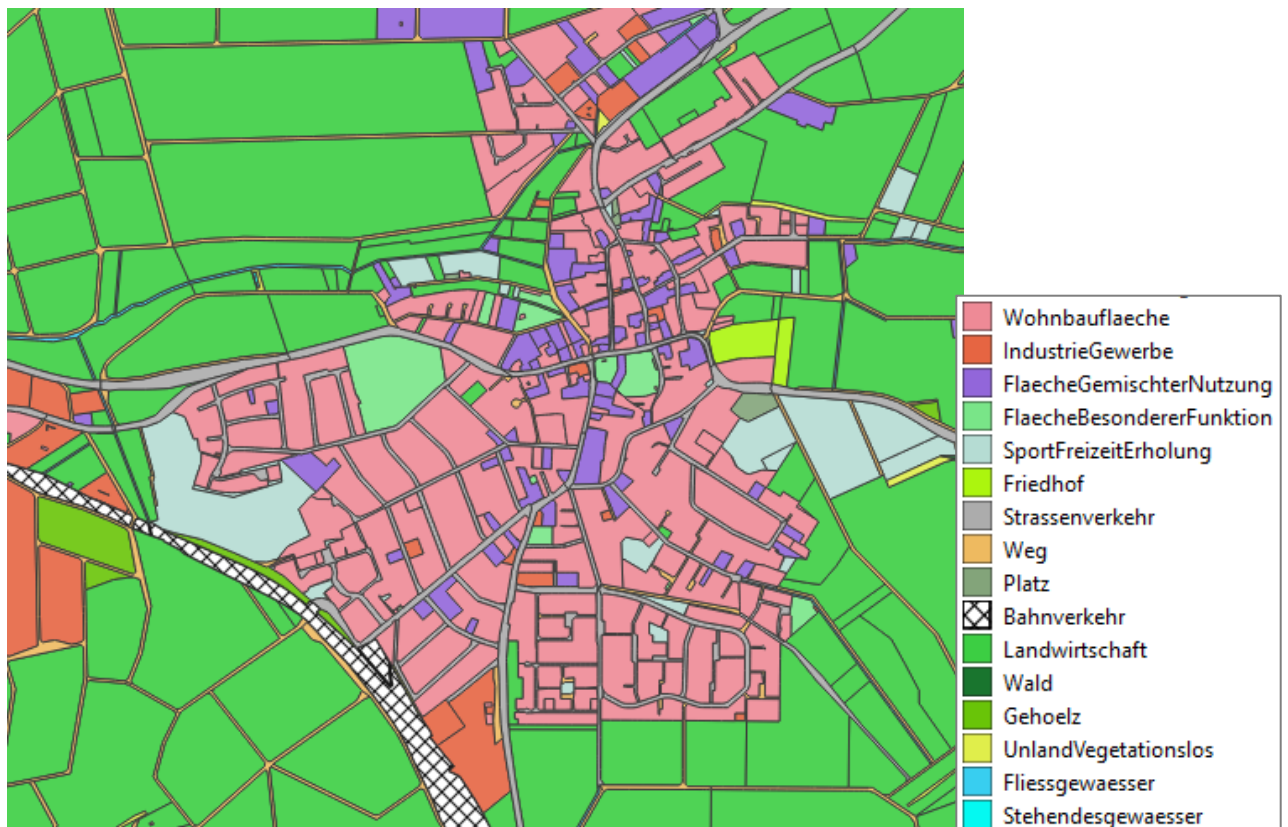 Wohnbauflaeche
IndustrieGewerbe
FlaecheGemischterNutzung
FlaecheBesondererFunktion
SportFreizeitErholung
Friedhof
Strassenverkehr
Weg
Platz
Bahnverkehr
Landwirtschaft
Wald
Gehoelz
UnlandVegetationslos
Fliessgewaesser
Stehendesgewaesser